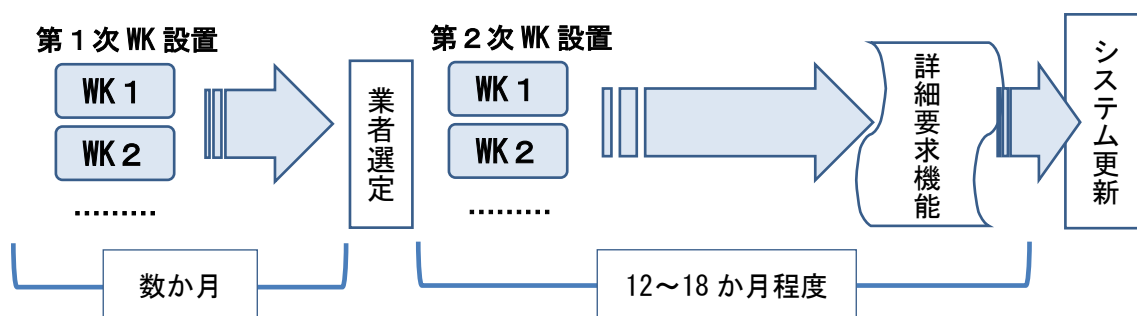 第１次 WK 設置
WK１
WK２
………
業者選定
第２次 WK 設置
WK１
WK２
………
詳細要求機能
システム更新
数か月
12～18 か月程度